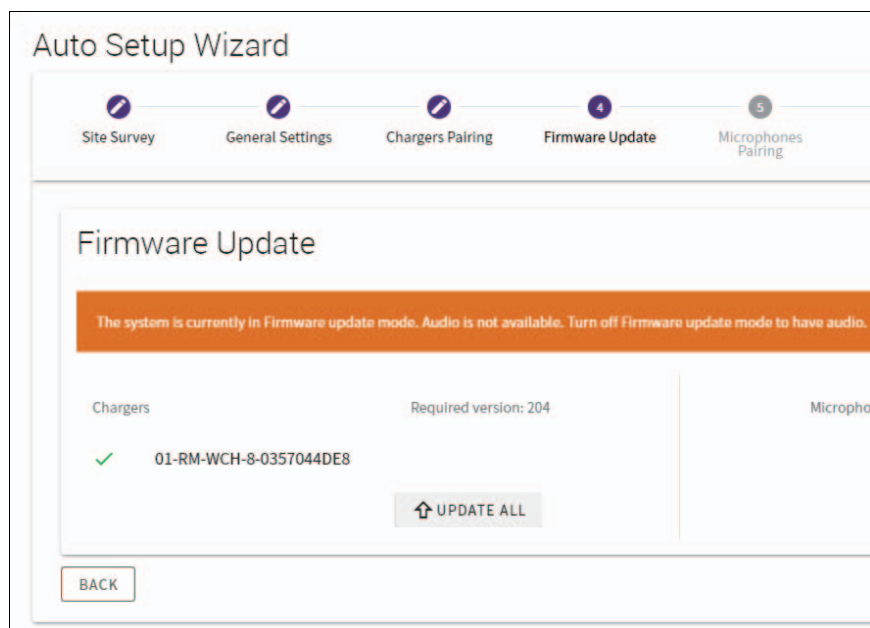 Auto Setup Wizard
4
5
Site Survey
General Settings
Chargers Pairing
Firmware Update
Microphones
Pairing
Firmware Update
The system is currently in Firmware update mode. Audio is not available. Turn off Firmware update mode to have audio.
Chargers
Required version: 204
Micropho
01-RM-WCH-8-0357044DE8
UPDATE ALL
BACK